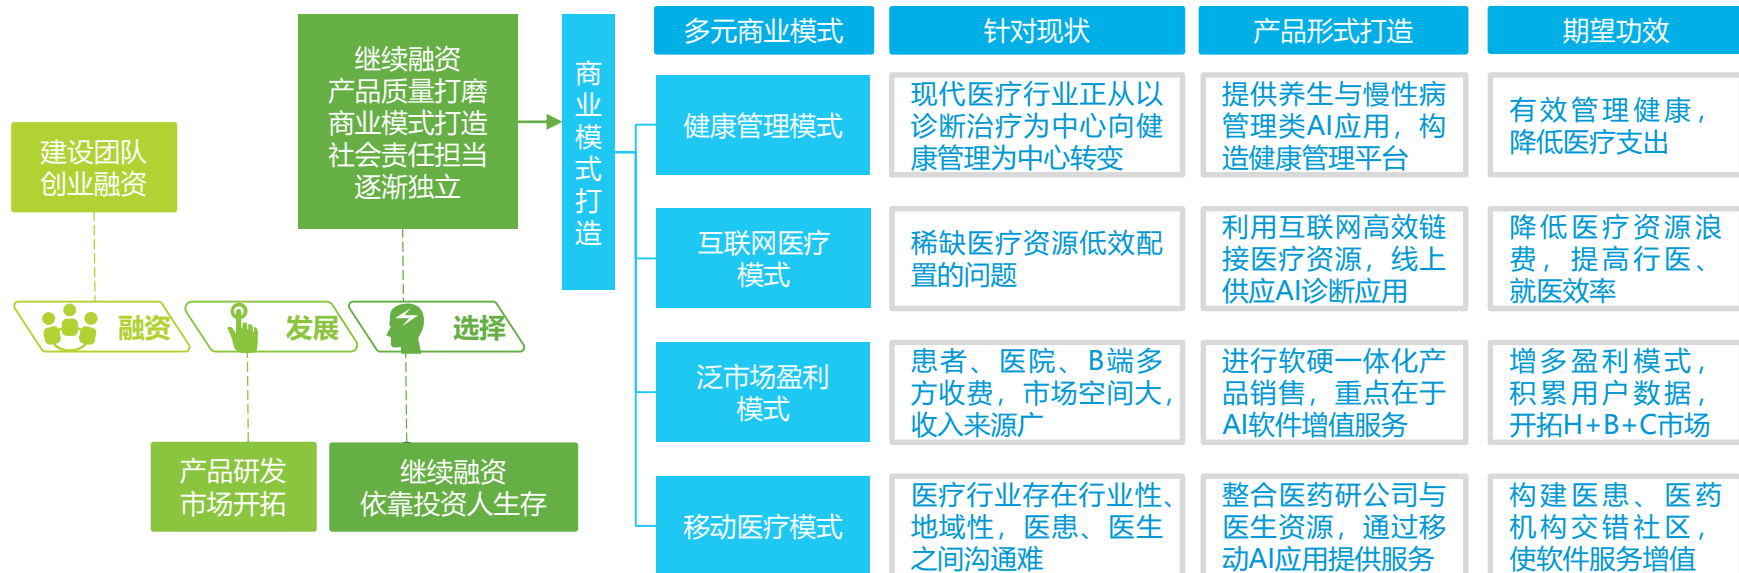 建设团队
创业融资
继续融资
产品质量打磨
商业模式打造
社会责任担当
逐渐独立
融资
发展
选择
产品研发
市场开拓
继续融资
依靠投资人生存
商业模式打造
多元商业模式
针对现状
产品形式打造
期望功效
健康管理模式
现代医疗行业正从以
诊断治疗为中心向健
康管理为中心转变
提供养生与慢性病
管理类AI应用，构
造健康管理平台
有效管理健康，
降低医疗支出
互联网医疗
模式
稀缺医疗资源低效配
置的问题
利用互联网高效链
接医疗资源，线上
供应AI诊断应用
降低医疗资源浪
费，提高行医、
就医效率
泛市场盈利
模式
患者、医院、B端多
方收费，市场空间大，
收入来源广
进行软硬一体化产
品销售，重点在于
AI软件增值服务
增多盈利模式，
积累用户数据，
开拓H+B+C市场
移动医疗模式
医疗行业存在行业性、
地域性，医患、医生
之间沟通难
整合医药研公司与
医生资源，通过移
动AI应用提供服务
构建医患、医药
机构交错社区，
使软件服务增值